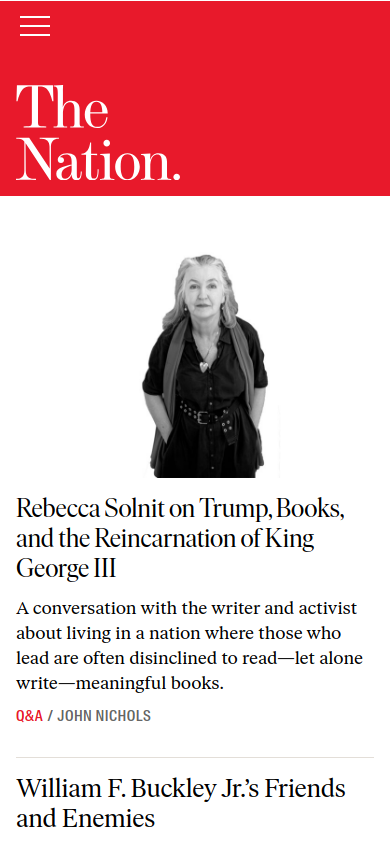 The
Nation.
Rebecca Solnit on Trump, Books,
and the Reincarnation of King
George III
A conversation with the writer and activist
about living in a nation where those who
lead are often disinclined to read—let alone
write—meaningful books.
Q&A / JOHN NICHOLS
William F. Buckley Jr.’s Friends
and Enemies